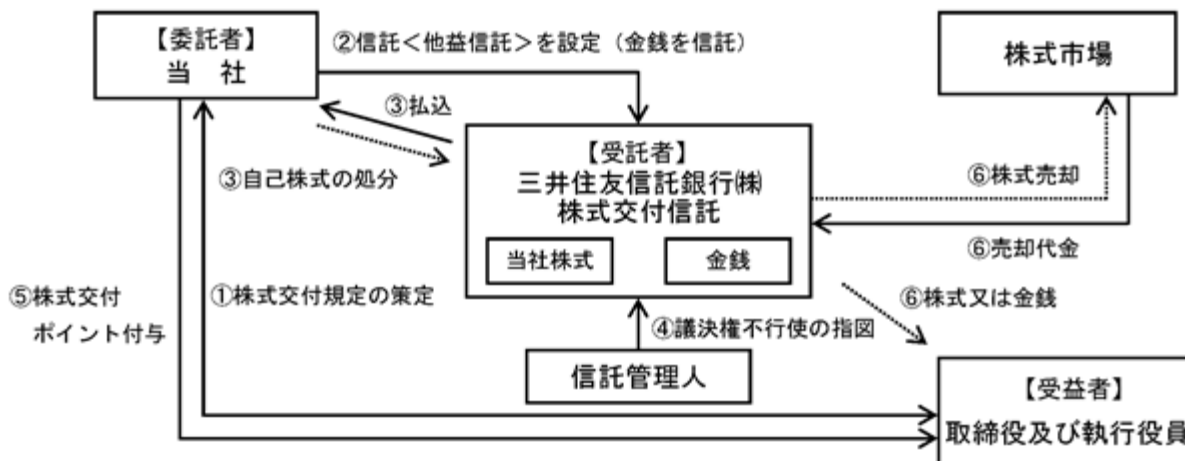 【委託者】
当　社
②信託＜他益信託＞を設定（金銭を信託）
株式市場
③払込
③自己株式の処分
【受託者】
三井住友信託銀行㈱
株式交付信託
当社株式
金銭
⑥株式売却
⑥売却代金
⑤株式交付
ポイント付与
①株式交付規定の策定
④議決権不行使の指図
⑥株式又は金銭
信託管理人
【受益者】
取締役及び執行役員